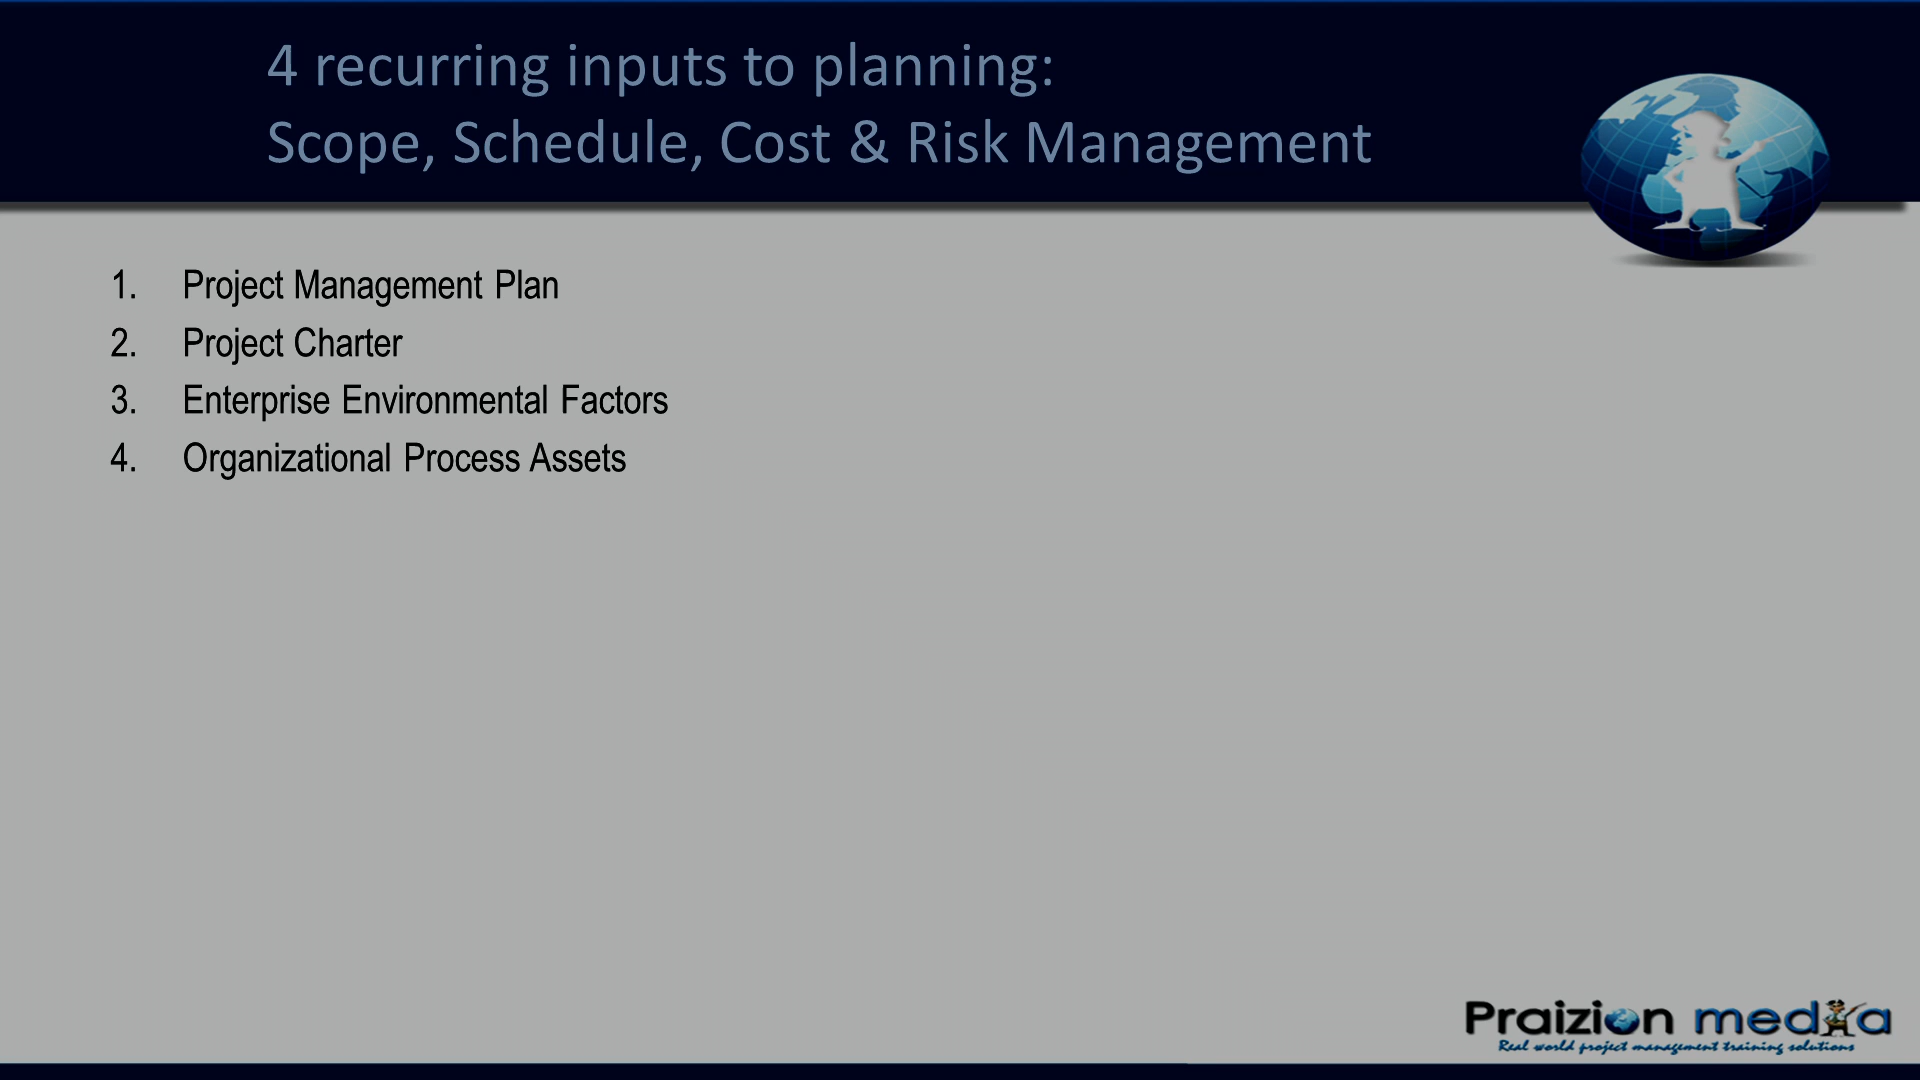 4 recurring inputs to planning:
Scope, Schedule, Cost & Risk Management
1. Project Management Plan
2. Project Charter
3. Enterprise Environmental Factors
4. Organizational Process Assets
Praizion media
Real world project management training solutions